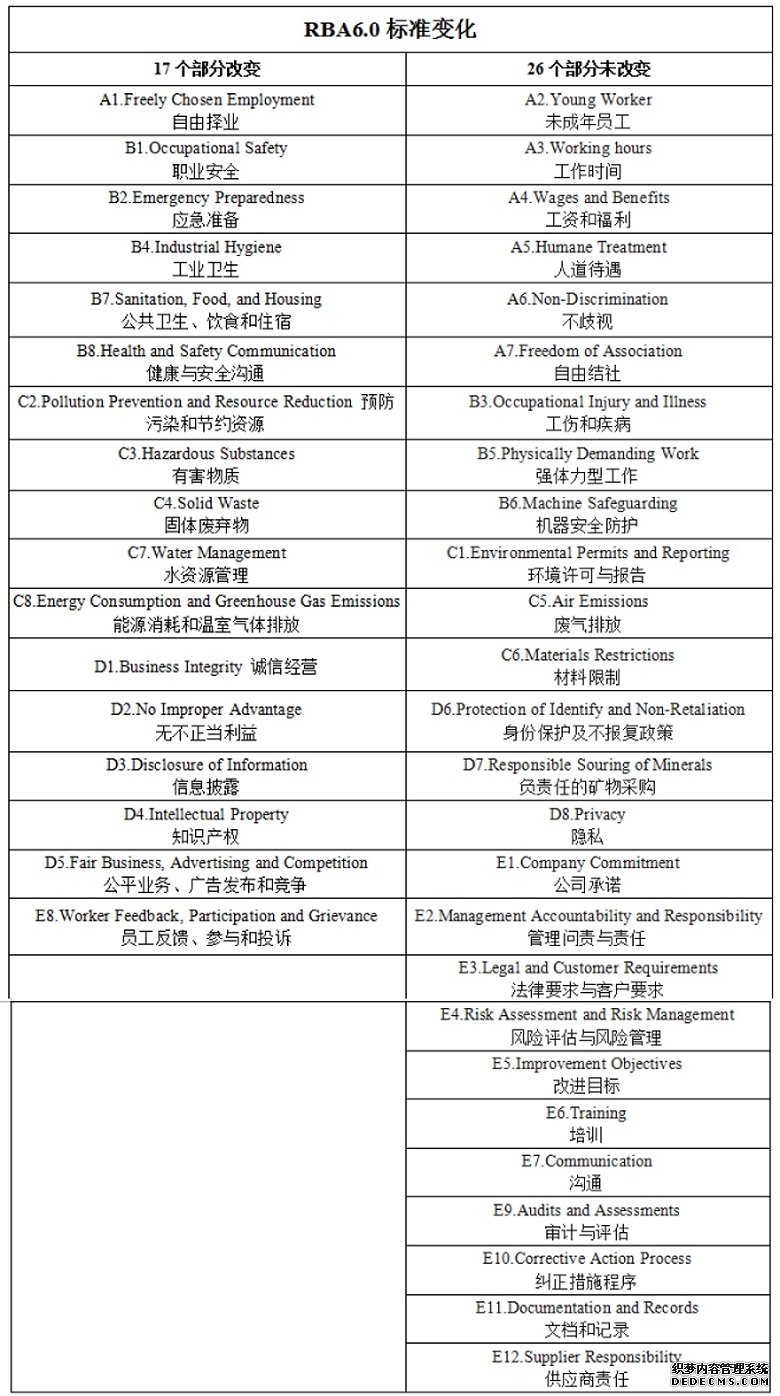 RBA6.0 标准变化
17 个部分改变
26 个部分未改变
A1.Freely Chosen Employment
自由择业
A2.Young Worker
未成年员工
B1.Occupational Safety
职业安全
A3.Working hours
工作时间
B2.Emergency Preparedness
应急准备
A4.Wages and Benefits
工资和福利
B4.Industrial Hygiene
工业卫生
A5.Humane Treatment
人道待遇
B7.Sanitation, Food, and Housing
公共卫生、饮食和住宿
A6.Non-Discrimination
不歧视
B8.Health and Safety Communication
健康与安全沟通
A7.Freedom of Association
自由结社
C2.Pollution Prevention and Resource Reduction 预防
污染和节约资源
B3.Occupational Injury and Illness
工伤和疾病
C3.Hazardous Substances
有害物质
B5.Physically Demanding Work
强体力型工作
C4.Solid Waste
固体废弃物
B6.Machine Safeguarding
机器安全防护
C7.Water Management
水资源管理
C1.Environmental Permits and Reporting
环境许可与报告
C8.Energy Consumption and Greenhouse Gas Emissions
能源消耗和温室气体排放
C5.Air Emissions
废气排放
D1.Business Integrity 诚信经营
C6.Materials Restrictions
材料限制
D2.No Improper Advantage
无不正当利益
D6.Protection of Identify and Non-Retaliation
身份保护及不报复政策
D3.Disclosure of Information
信息披露
D7.Responsible Souring of Minerals
负责任的矿物采购
D4.Intellectual Property
知识产权
D8.Privacy
隐私
D5.Fair Business, Advertising and Competition
公平业务、广告发布和竞争
E1.Company Commitment
公司承诺
E8.Worker Feedback, Participation and Grievance
员工反馈、参与和投诉
E2.Management Accountability and Responsibility
管理问责与责任
E3.Legal and Customer Requirements
法律要求与客户要求
E4.Risk Assessment and Risk Management
风险评估与风险管理
E5.Improvement Objectives
改进目标
E6.Training
培训
E7.Communication
沟通
E9.Audits and Assessments
审计与评估
E10.Corrective Action Process
纠正措施程序
E11.Documentation and Records
文档和记录
E12.Supplier Responsibility
供应商责任
织梦内容管理系统
DEDECMS.COM